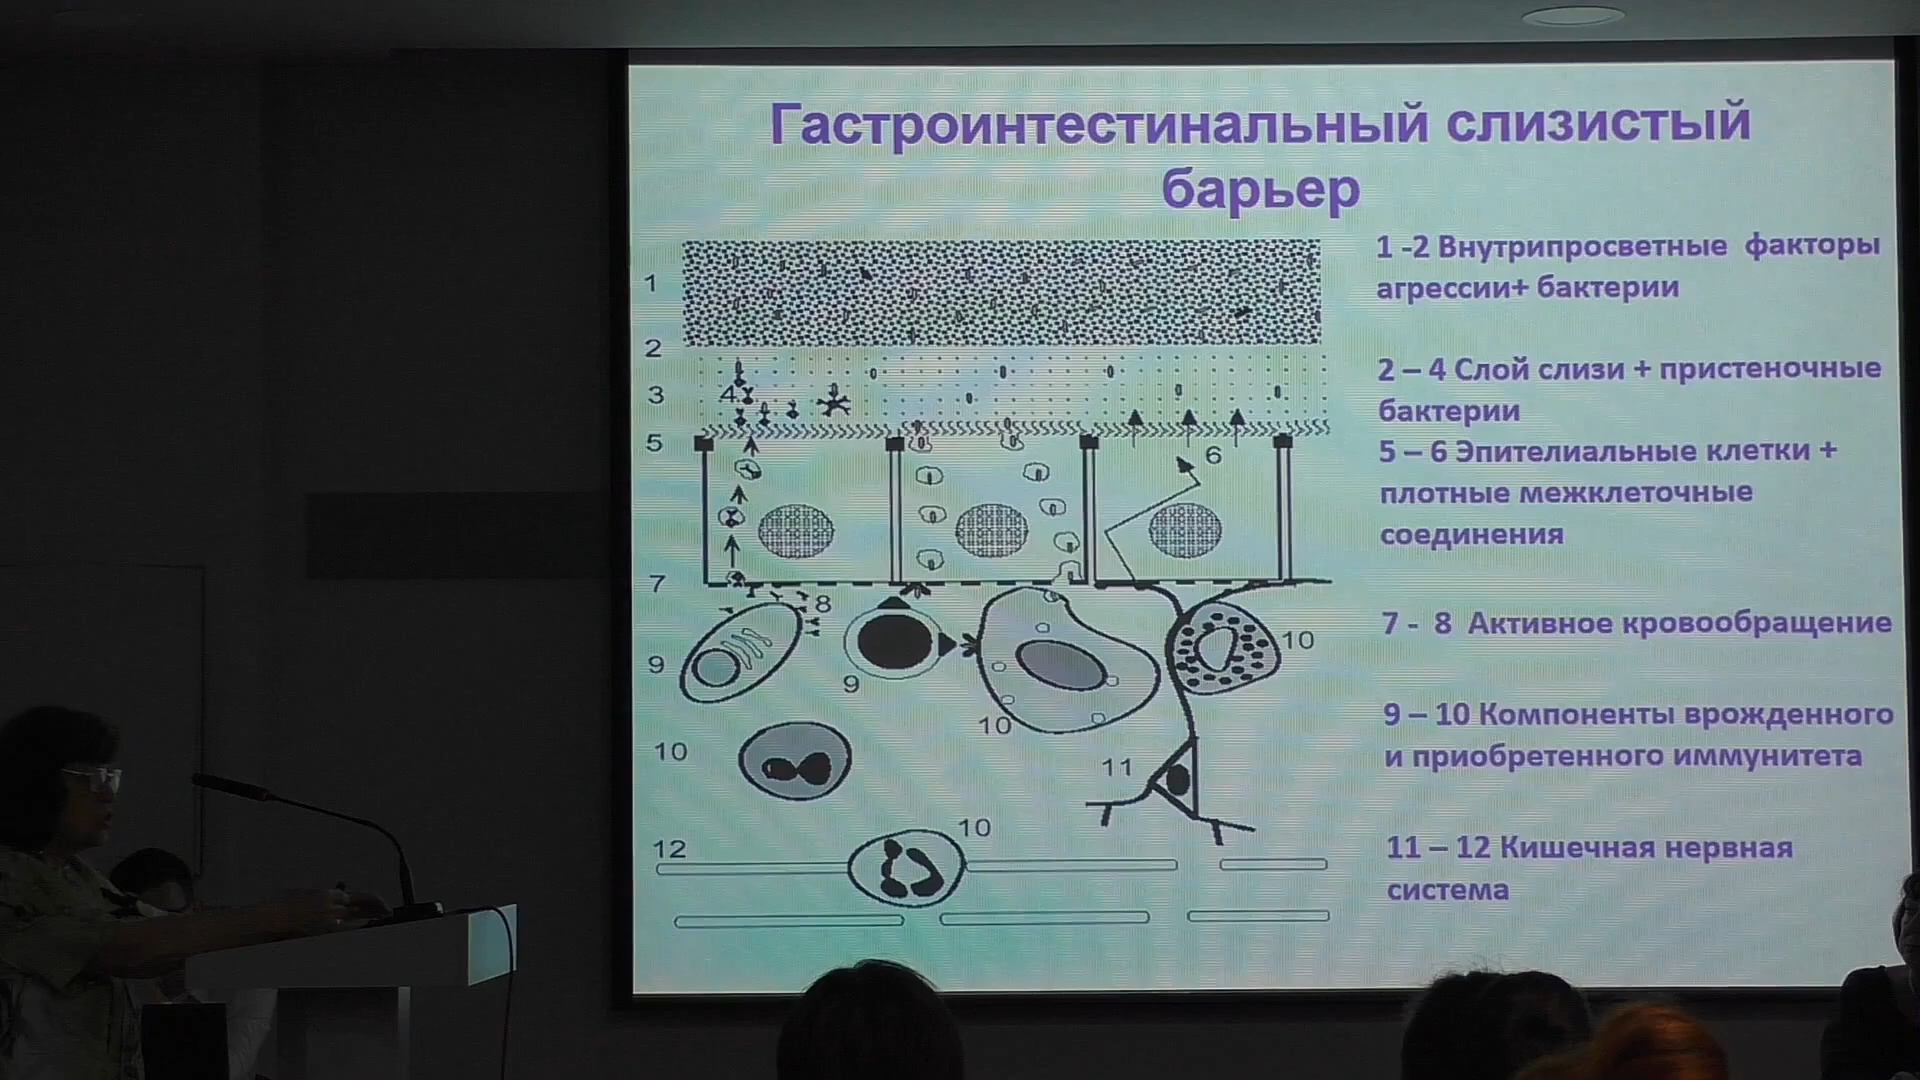 Гастроинтестинальный слизистый
барьер
1 -2 Внутрипросветные факторы
агрессии+ бактерии
2 – 4 Слой слизи + пристеночные
бактерии
5 – 6 Эпителиальные клетки +
плотные межклеточные
соединения
7 - 8 Активное кровообращение
9 – 10 Компоненты врожденного
и приобретенного иммунитета
11 – 12 Кишечная нервная
система
1
2
3
4
5
6
7
8
9
9
10
10
10
11
10
12